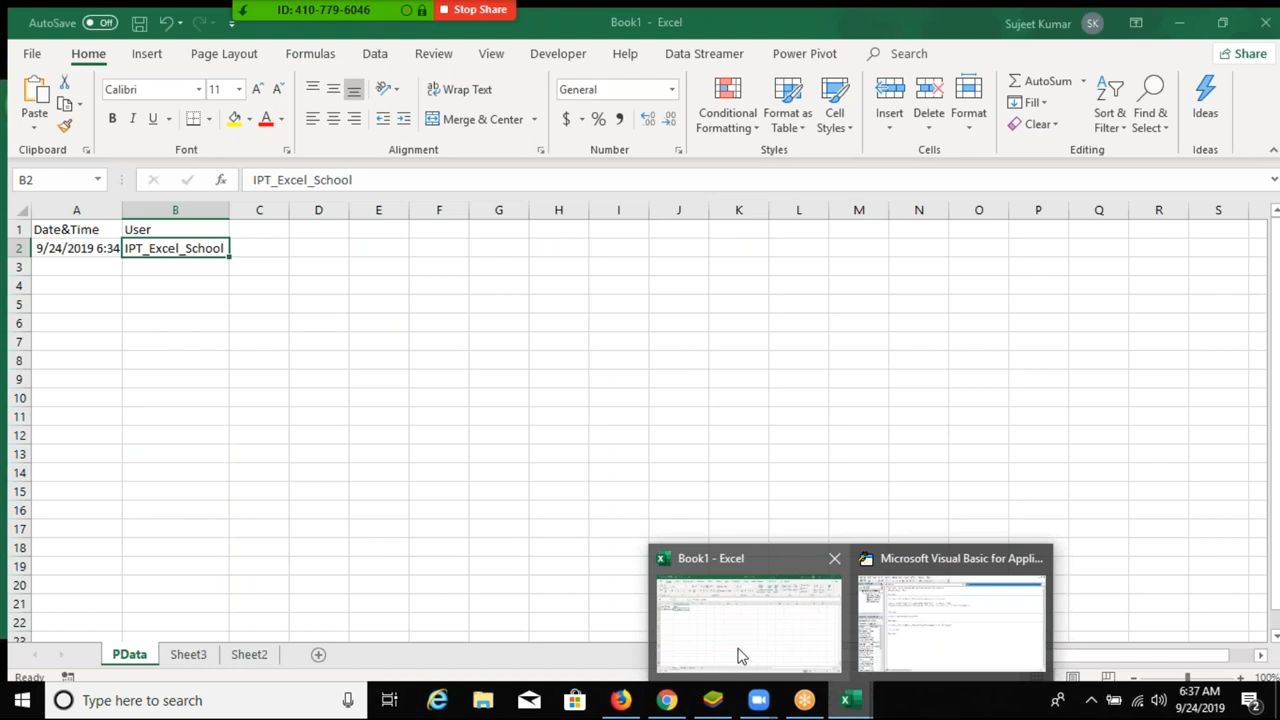 ID: 410-779-6046 Stop Share
AutoSave Off Book1 - Excel Sujeet Kumar SK
File Home Insert Page Layout Formulas Data Review View Developer Help Data Streamer Power Pivot Search Share
Calibri 11 Wrap Text General AutoSum
Paste B I U Merge & Center $ % Conditional Formatting Format as Table Cell Styles Insert Delete Format Fill Clear Sort & Filter Find & Select Ideas
Clipboard Font Alignment Number Styles Cells Editing Ideas
B2 fx IPT_Excel_School
A B C D E F G H I J K L M N O P Q R S
1 Date&Time User
2 9/24/2019 6:34 IPT_Excel_School
3
4
5
6
7
8
9
10
11
12
13
14
15
16
17
18
19
20
21
22
23
Book1 - Excel Microsoft Visual Basic for Appli...
PData Sheet3 Sheet2
Ready 100%
Type here to search 6:37 AM
9/24/2019 2